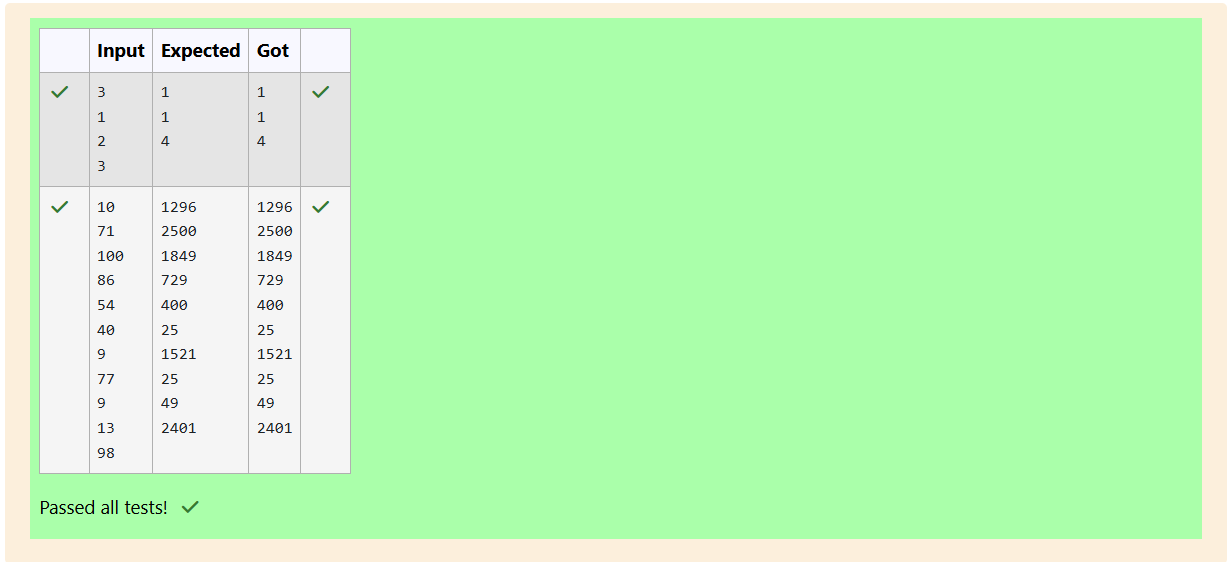 Input Expected Got
3 1 1
1 1 1
2 4 4
3
10 1296 1296
71 2500 2500
100 1849 1849
86 729 729
54 400 400
40 25 25
9 1521 1521
77 25 25
9 49 49
13 2401 2401
98
Passed all tests!